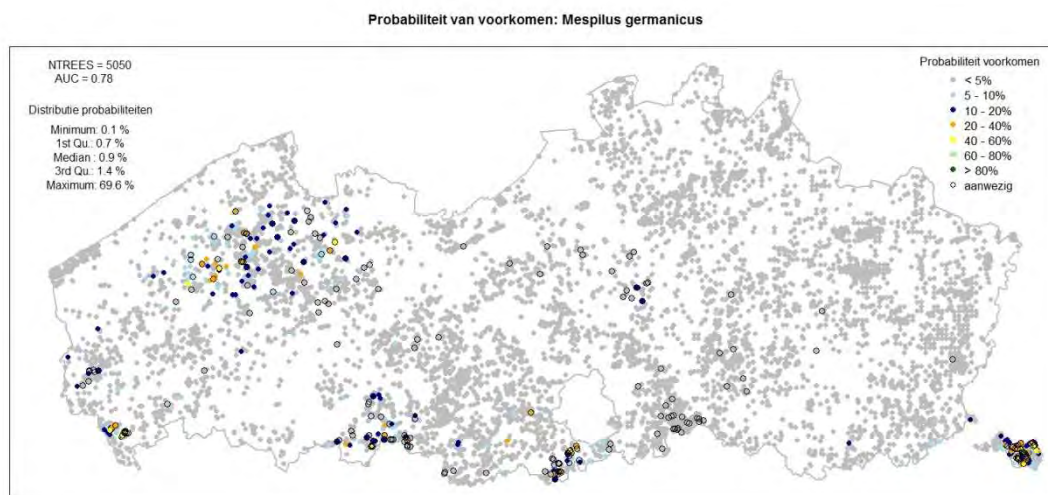 Probabiliteit van voorkomen: Mespilus germanicus
NTREES = 5050
AUC = 0.78
Distributie probabiliteiten
Minimum: 0.1 %
1st Qu.: 0.7 %
Median : 0.9 %
3rd Qu.: 1.4 %
Maximum: 69.6 %
Probabiliteit voorkomen
< 5%
5 - 10%
10 - 20%
20 - 40%
40 - 60%
60 - 80%
> 80%
aanwezig